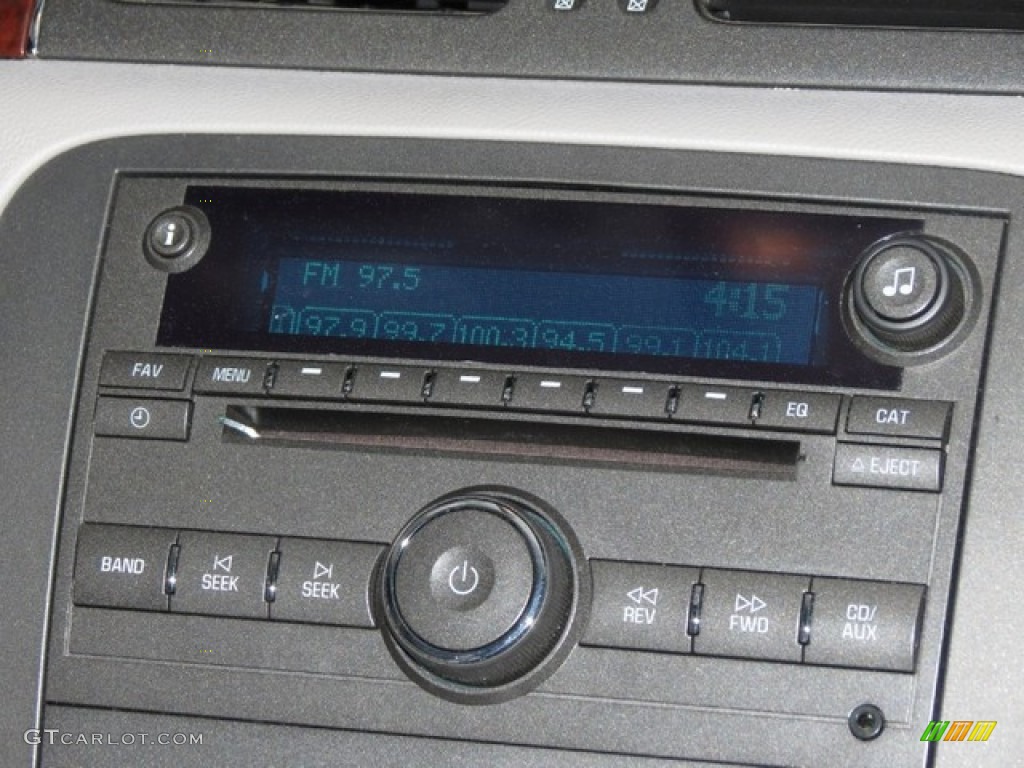 i
FM 97.5
4:15
1 97.9 99.7 100.3 94.5 99.1 104.1
FAV
MENU
EQ
CAT
EJECT
BAND
SEEK
SEEK
REV
FWD
CD/
AUX
GTCARLOT.COM